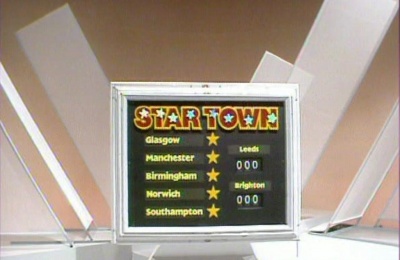 STAR TOWN
Glasgow
Manchester
Birmingham
Norwich
Southampton
Leeds
000
Brighton
000